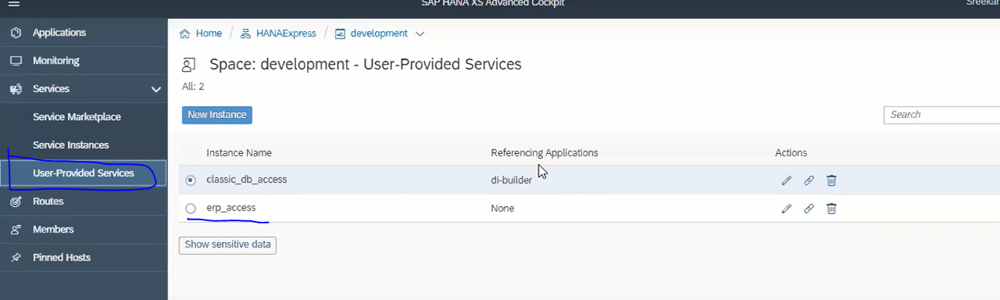 SAP HANA XS Advanced Cockpit
Applications
Monitoring
Services
Service Marketplace
Service Instances
User-Provided Services
Routes
Members
Pinned Hosts
Home / HANAExpress / development
Space: development - User-Provided Services
All: 2
New Instance
Search
Instance Name Referencing Applications Actions
classic_db_access di-builder
erp_access None
Show sensitive data